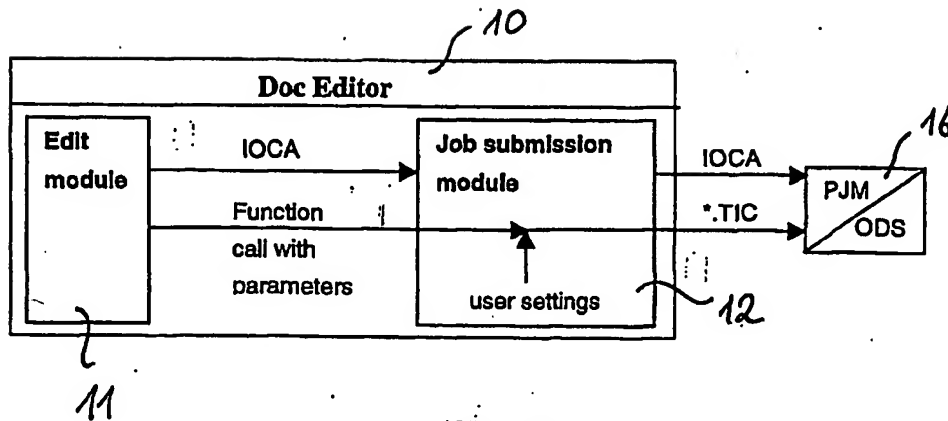 10
Doc Editor
16
Edit
module
IOCA
Job submission
module
IOCA
PJM
ODS
*.TIC
Function
call with
parameters
user settings
12
11